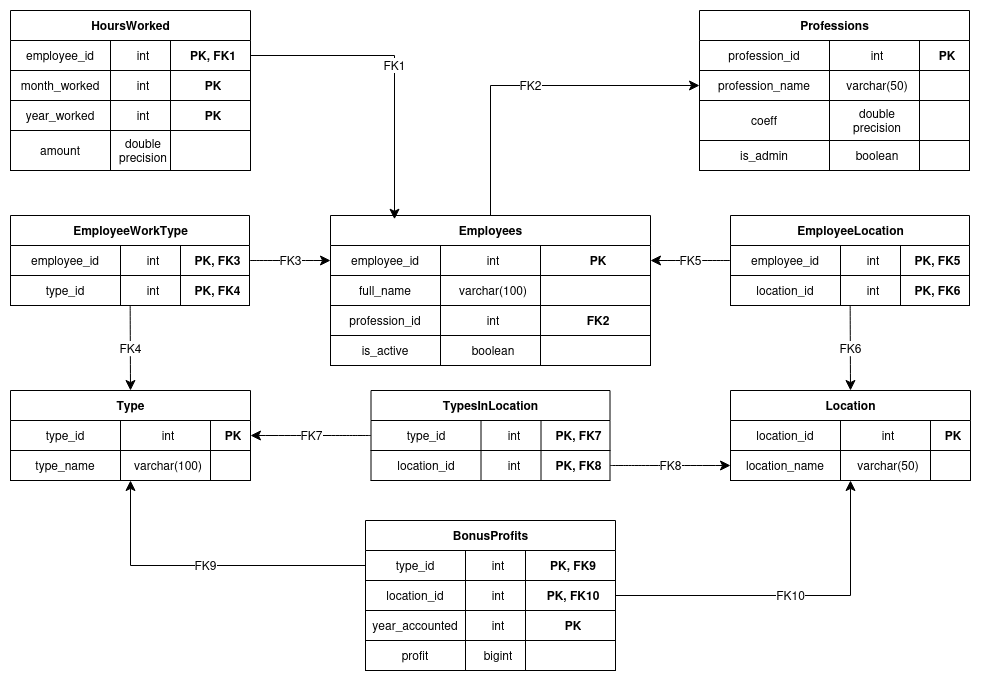 HoursWorked
employee_id int PK, FK1
month_worked int PK
year_worked int PK
amount double
precision
FK1
FK2
Professions
profession_id int PK
profession_name varchar(50)
coeff double
precision
is_admin boolean
EmployeeWorkType
employee_id int PK, FK3
type_id int PK, FK4
FK3
FK4
Employees
employee_id int PK
full_name varchar(100)
profession_id int FK2
is_active boolean
FK5
EmployeeLocation
employee_id int PK, FK5
location_id int PK, FK6
FK6
Type
type_id int PK
type_name varchar(100)
FK7
TypesInLocation
type_id int PK, FK7
location_id int PK, FK8
FK8
Location
location_id int PK
location_name varchar(50)
FK9
BonusProfits
type_id int PK, FK9
location_id int PK, FK10
year_accounted int PK
profit bigint
FK10